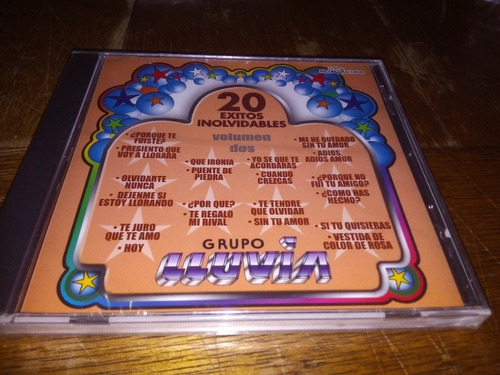 20
EXITOS
INOLVIDABLES
volumen
dos
• ¿PORQUE TE
FUISTE?
• PRESIENTO QUE
VOY A LLORARA
• OLVIDARTE
NUNCA
• DEJENME SI
ESTOY LLORANDO
• TE JURO
QUE TE AMO
• HOY
• QUE IRONIA
• PUENTE DE
PIEDRA
• ¿POR QUE?
• TE REGALO
MI RIVAL
• YO SE QUE TE
ACORDARAS
• CUANDO
CREZCAS
• TE TENDRE
QUE OLVIDAR
• SIN TU AMOR
• ME HE QUEDADO
SIN TU AMOR
• ADIOS,
ADIOS AMOR
• ¿PORQUE NO
FUI TU AMIGO?
• ¿COMO HAS
HECHO?
• SI TU QUISIERAS
• VESTIDA DE
COLOR DE ROSA
GRUPO
LLUVIA